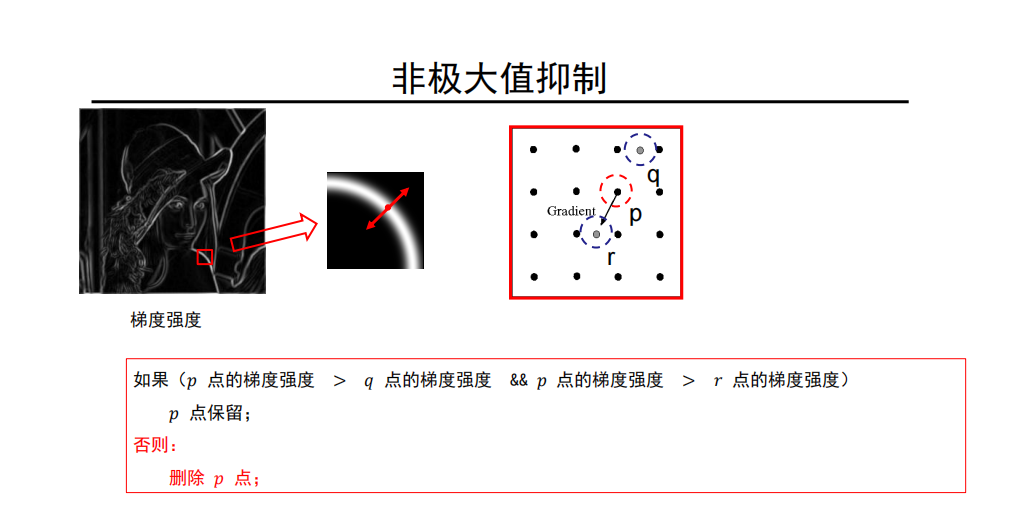 非极大值抑制
q
Gradient
p
r
梯度强度
如果（p 点的梯度强度 > q 点的梯度强度 && p 点的梯度强度 > r 点的梯度强度）
p 点保留;
否则:
删除 p 点;